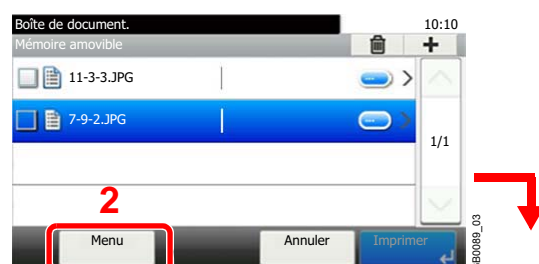 Boîte de document. 10:10
Mémoire amovible
11-3-3.JPG
7-9-2.JPG
1/1
2
Menu Annuler Imprimer
B0089_03